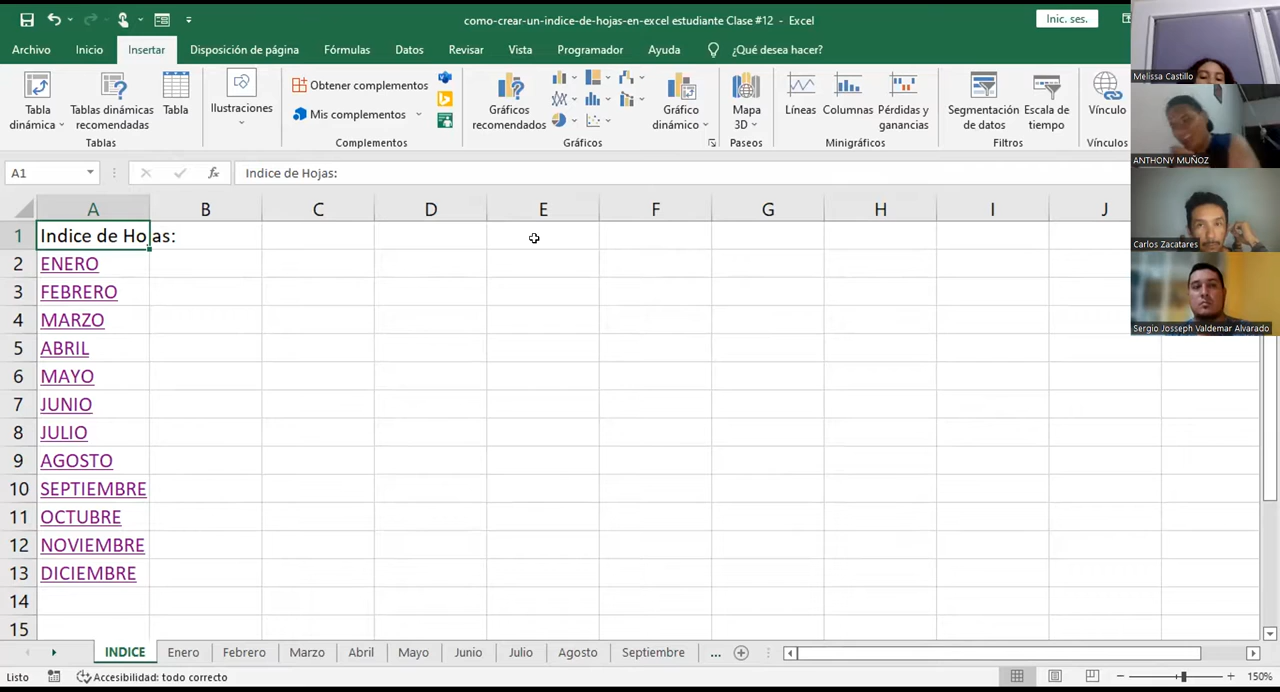 como-crear-un-indice-de-hojas-en-excel estudiante Clase #12 - Excel
Inic. ses.
Archivo Inicio Insertar Disposición de página Fórmulas Datos Revisar Vista Programador Ayuda ¿Qué desea hacer?
Tabla dinámica
Tablas dinámicas recomendadas
Tabla
Tablas
Ilustraciones
Obtener complementos
Mis complementos
Complementos
Gráficos recomendados
Gráfico dinámico
Gráficos
Mapa 3D
Paseos
Líneas
Columnas
Pérdidas y ganancias
Minigráficos
Segmentación de datos
Escala de tiempo
Filtros
Vínculo
Vínculos
Melissa Castillo
ANTHONY MUÑOZ
Carlos Zacatares
Sergio Josseph Valdemar Alvarado
A1 fx Indice de Hojas:
A B C D E F G H I J
1 Indice de Hojas:
2 ENERO
3 FEBRERO
4 MARZO
5 ABRIL
6 MAYO
7 JUNIO
8 JULIO
9 AGOSTO
10 SEPTIEMBRE
11 OCTUBRE
12 NOVIEMBRE
13 DICIEMBRE
14
15
INDICE Enero Febrero Marzo Abril Mayo Junio Julio Agosto Septiembre ...
Listo Accesibilidad: todo correcto 150%